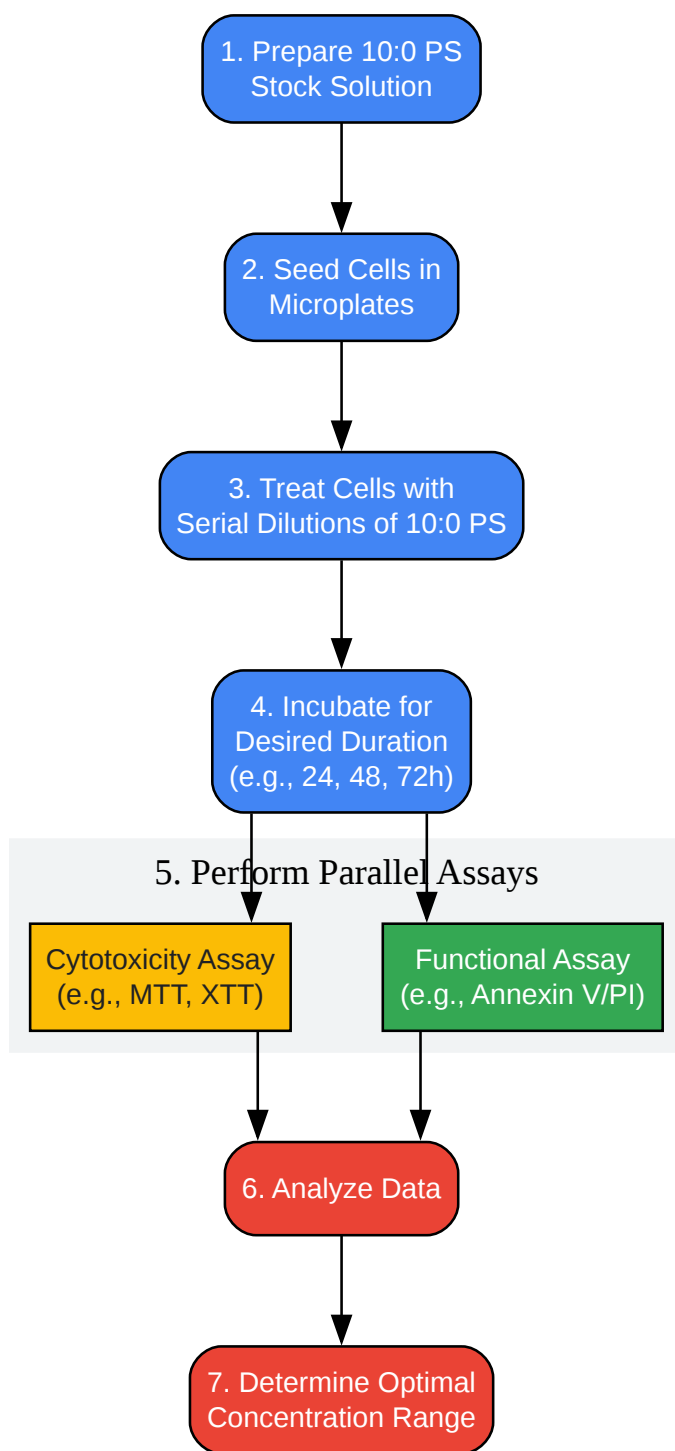 1. Prepare 10:0 PS
Stock Solution
2. Seed Cells in
Microplates
3. Treat Cells with
Serial Dilutions of 10:0 PS
4. Incubate for
Desired Duration
(e.g., 24, 48, 72h)
5. Perform Parallel Assays
Cytotoxicity Assay
(e.g., MTT, XTT)
Functional Assay
(e.g., Annexin V/PI)
6. Analyze Data
7. Determine Optimal
Concentration Range